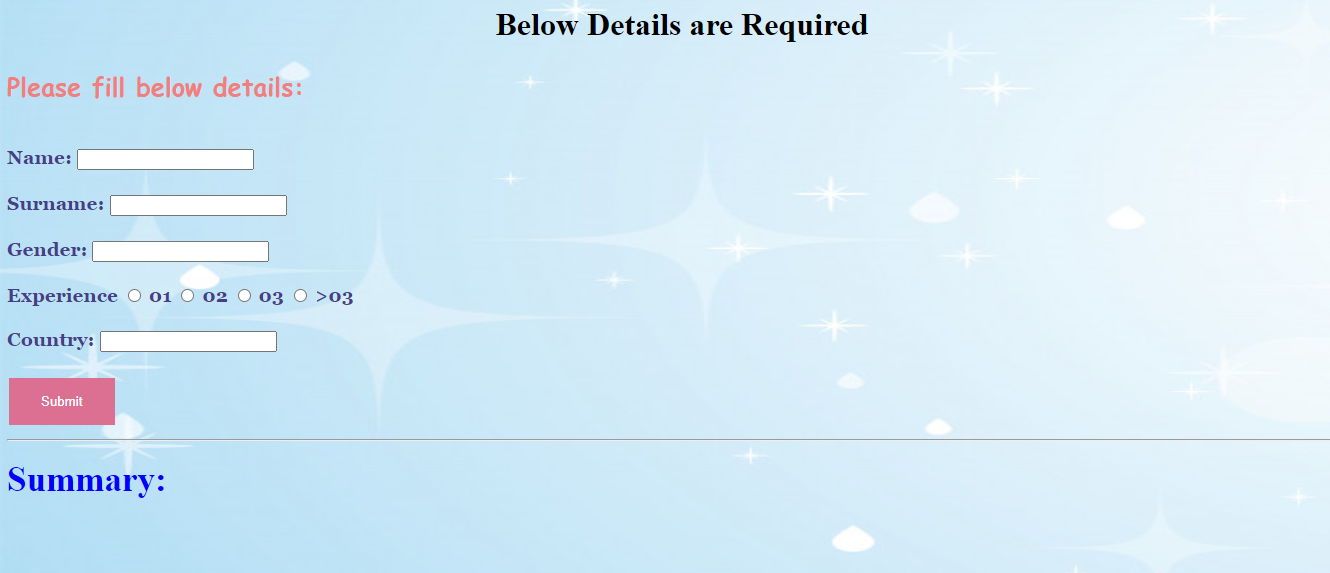 Below Details are Required
Please fill below details:
Name:
Surname:
Gender:
Experience 01 02 03 >03
Country:
Submit
Summary: